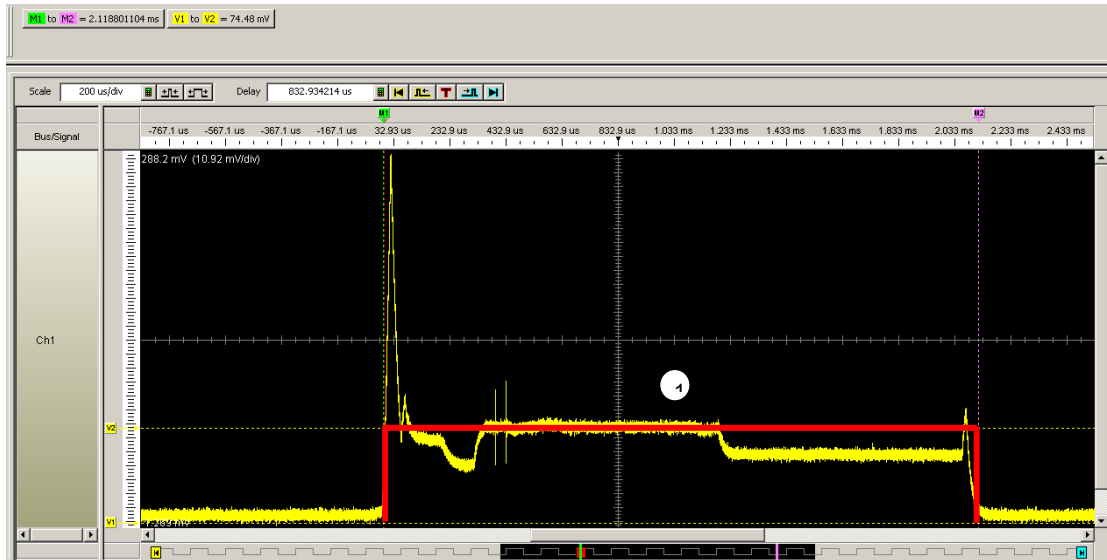 M1 to M2 = 2.118801104 ms V1 to V2 = 74.48 mV
Scale 200 us/div Delay 832.934214 us T
M1 M2
Bus/Signal -767.1 us -567.1 us -367.1 us -167.1 us 32.93 us 232.9 us 432.9 us 632.9 us 832.9 us 1.033 ms 1.233 ms 1.433 ms 1.633 ms 1.833 ms 2.033 ms 2.233 ms 2.433 ms
288.2 mV (10.92 mV/div)
Ch1
1
V2
V1